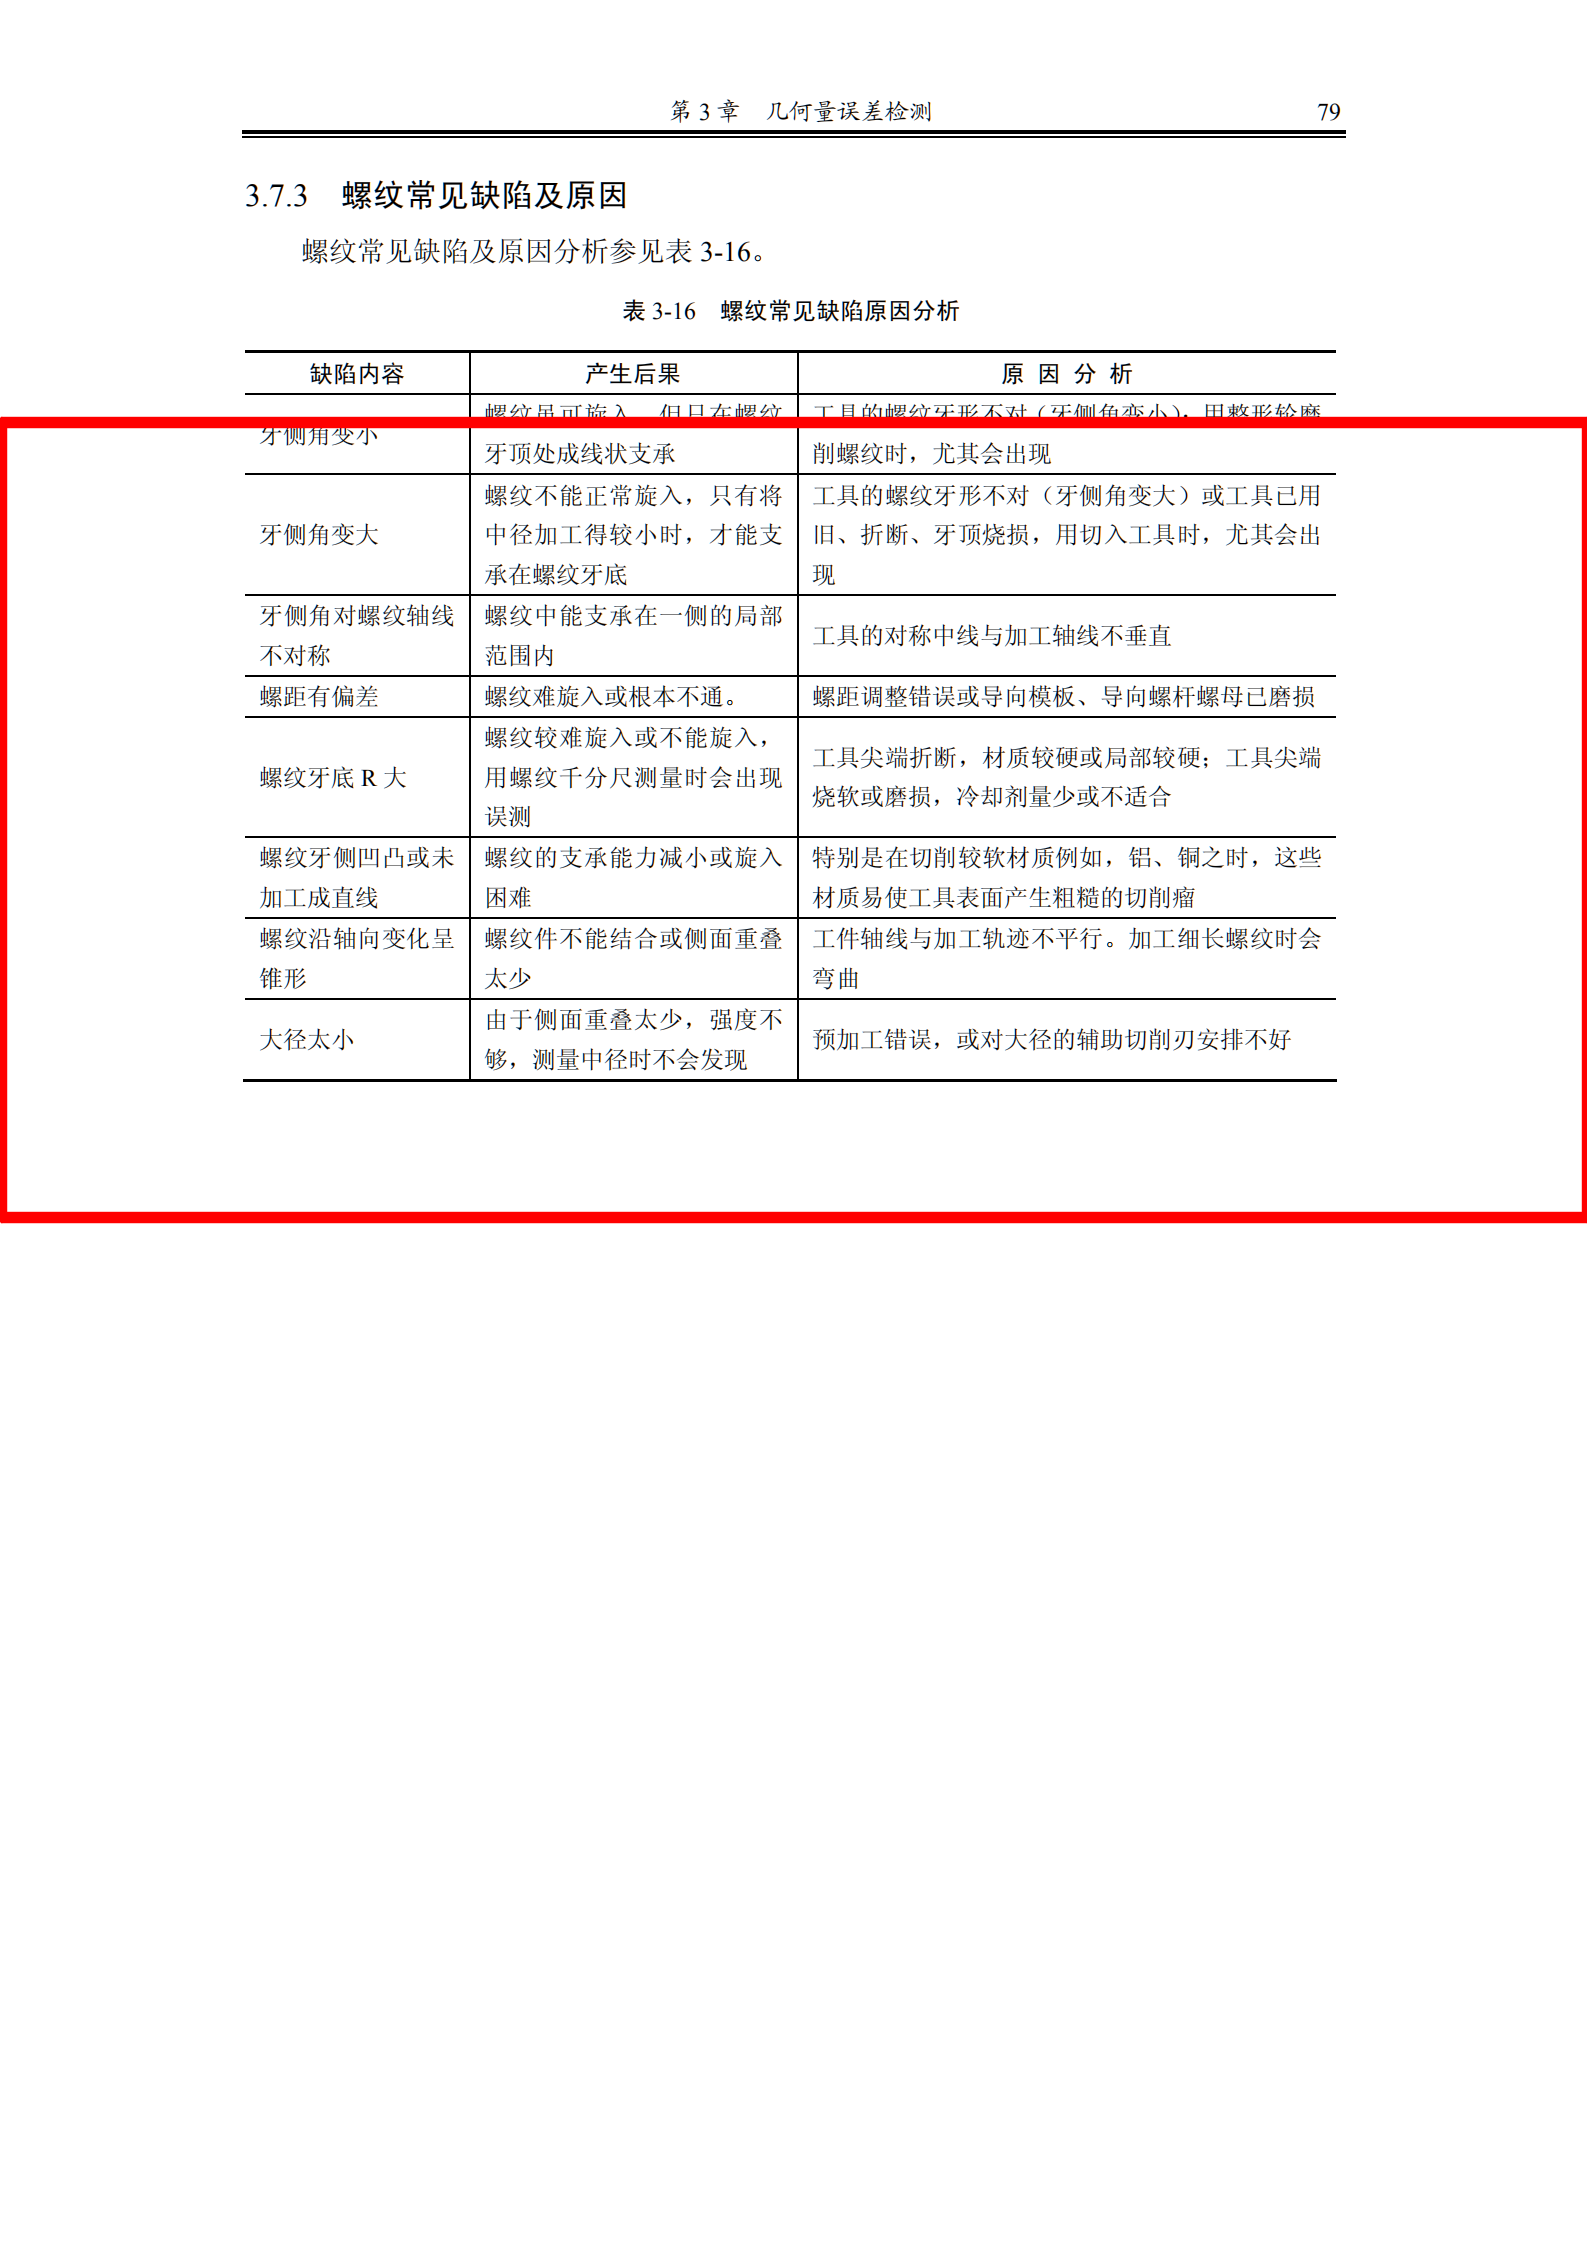 第 3 章 几何量误差检测 79
3.7.3 螺纹常见缺陷及原因
螺纹常见缺陷及原因分析参见表 3-16。
表 3-16 螺纹常见缺陷原因分析
缺陷内容 产生后果 原 因 分 析
牙侧角变小
螺纹虽可旋入，但只在螺纹
牙顶处成线状支承
工具的螺纹牙形不对（牙侧角变小）；用整形轮磨
削螺纹时，尤其会出现
牙侧角变大
螺纹不能正常旋入，只有将
中径加工得较小时，才能支
承在螺纹牙底
工具的螺纹牙形不对（牙侧角变大）或工具已用
旧、折断、牙顶烧损，用切入工具时，尤其会出
现
牙侧角对螺纹轴线
不对称
螺纹中能支承在一侧的局部
范围内
工具的对称中线与加工轴线不垂直
螺距有偏差
螺纹难旋入或根本不通。
螺距调整错误或导向模板、导向螺杆螺母已磨损
螺纹牙底 R 大
螺纹较难旋入或不能旋入，
用螺纹千分尺测量时会出现
误测
工具尖端折断，材质较硬或局部较硬；工具尖端
烧软或磨损，冷却剂量少或不适合
螺纹牙侧凹凸或未
加工成直线
螺纹的支承能力减小或旋入
困难
特别是在切削较软材质例如，铝、铜之时，这些
材质易使工具表面产生粗糙的切削瘤
螺纹沿轴向变化呈
锥形
螺纹件不能结合或侧面重叠
太少
工件轴线与加工轨迹不平行。加工细长螺纹时会
弯曲
大径太小
由于侧面重叠太少，强度不
够，测量中径时不会发现
预加工错误，或对大径的辅助切削刃安排不好